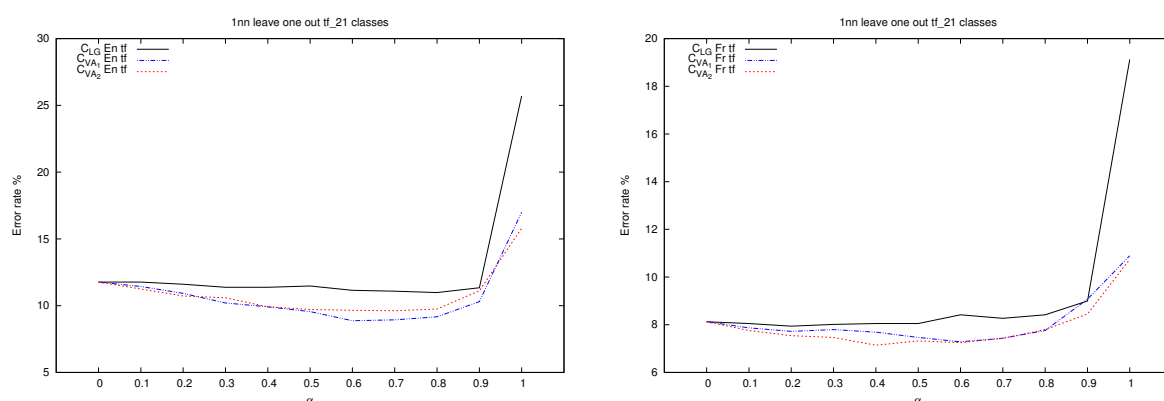 1nn leave one out tf_21 classes
C_LG En tf
C_VA_1 En tf
C_VA_2 En tf
Error rate %
30
25
20
15
10
5
0 0.1 0.2 0.3 0.4 0.5 0.6 0.7 0.8 0.9 1
α
1nn leave one out tf_21 classes
C_LG Fr tf
C_VA_1 Fr tf
C_VA_2 Fr tf
Error rate %
20
18
16
14
12
10
8
6
0 0.1 0.2 0.3 0.4 0.5 0.6 0.7 0.8 0.9 1
α